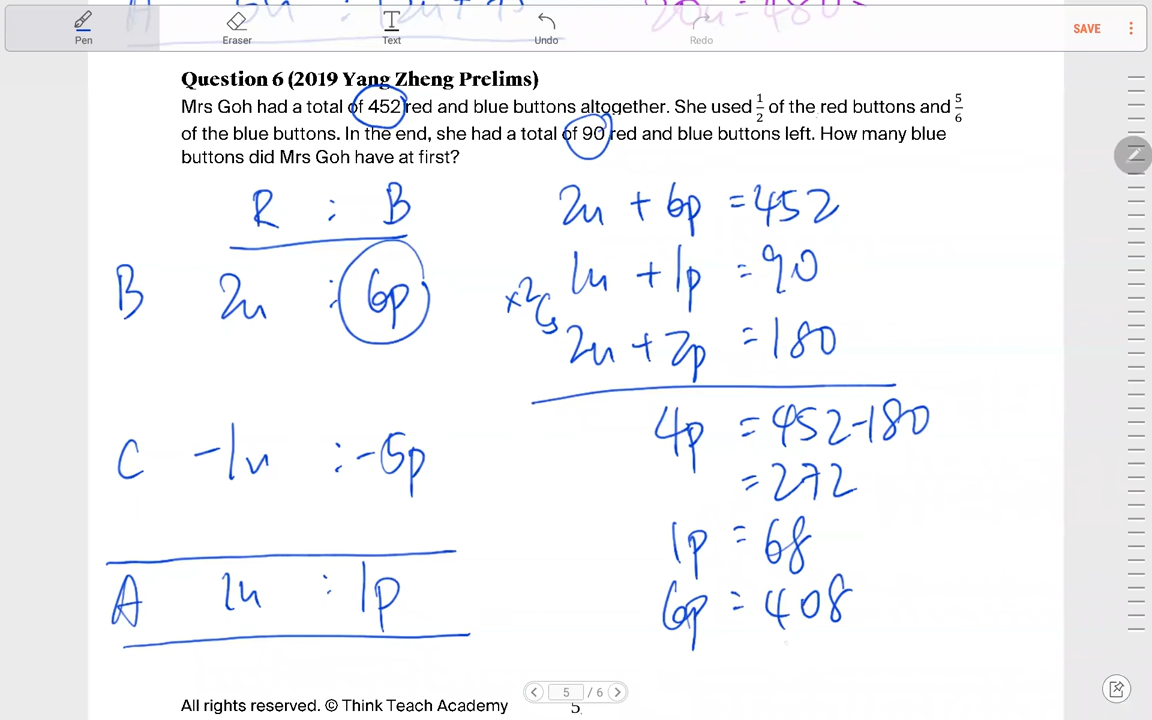 20u = 480
Pen Eraser Text Undo Redo SAVE
Question 6 (2019 Yang Zheng Prelims)
Mrs Goh had a total of 452 red and blue buttons altogether. She used 1/2 of the red buttons and 5/6
of the blue buttons. In the end, she had a total of 90 red and blue buttons left. How many blue
buttons did Mrs Goh have at first?
R : B
B 2u : 6p
C -1u : -5p
A 1u : 1p
2u + 6p = 452
1u + 1p = 90
×2
2u + 2p = 180
4p = 452-180
= 272
1p = 68
6p = 408
5 / 6
All rights reserved. © Think Teach Academy 5